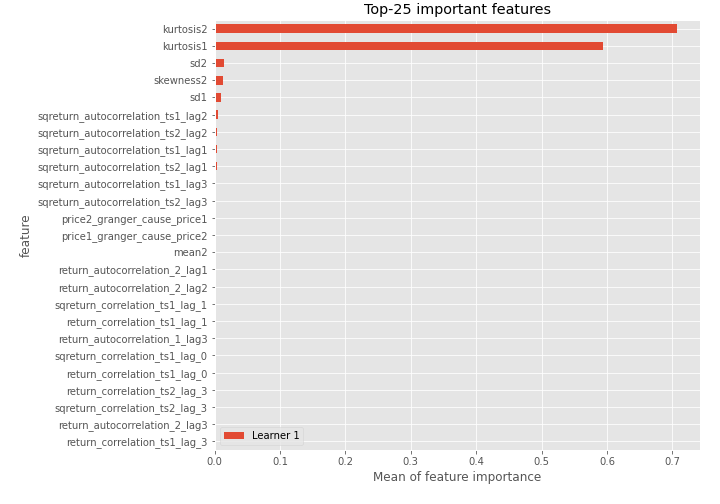 Top-25 important features
kurtosis2
kurtosis1
sd2
skewness2
sd1
sqreturn_autocorrelation_ts1_lag2
sqreturn_autocorrelation_ts2_lag2
sqreturn_autocorrelation_ts1_lag1
sqreturn_autocorrelation_ts2_lag1
sqreturn_autocorrelation_ts1_lag3
sqreturn_autocorrelation_ts2_lag3
price2_granger_cause_price1
price1_granger_cause_price2
mean2
return_autocorrelation_2_lag1
return_autocorrelation_2_lag2
sqreturn_correlation_ts1_lag_1
return_correlation_ts1_lag_1
return_autocorrelation_1_lag3
sqreturn_correlation_ts1_lag_0
return_correlation_ts1_lag_0
return_correlation_ts2_lag_3
sqreturn_correlation_ts2_lag_3
return_autocorrelation_2_lag3
return_correlation_ts1_lag_3
feature
Learner 1
0.0 0.1 0.2 0.3 0.4 0.5 0.6 0.7
Mean of feature importance